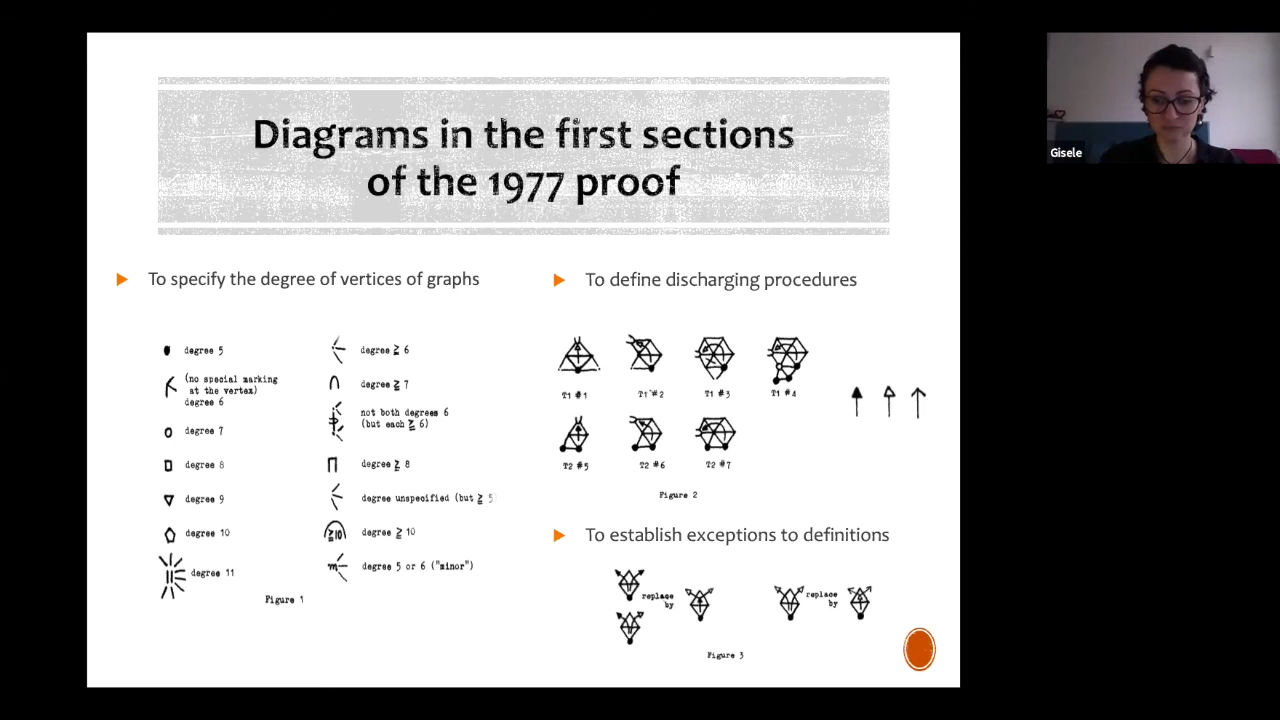 Diagrams in the first sections
of the 1977 proof
To specify the degree of vertices of graphs
degree 5
(no special marking
at the vertex)
degree 6
degree 7
degree 8
degree 9
degree 10
degree 11
degree ≧ 6
degree ≧ 7
not both degrees 6
(but each ≧ 6)
degree ≧ 8
degree unspecified (but ≧ 5
≧10
degree ≧ 10
m
degree 5 or 6 ("minor")
Figure 1
To define discharging procedures
T1 #1
T1 #2
T1 #3
T1 #4
T2 #5
T2 #6
T2 #7
Figure 2
To establish exceptions to definitions
replace
by
replace
by
Figure 3
Gisele